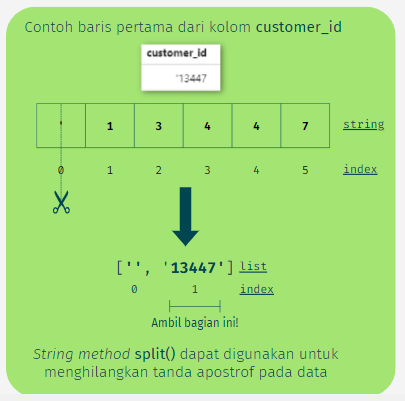 Contoh baris pertama dari kolom customer_id
customer_id
'13447
' 1 3 4 4 7 string
0 1 2 3 4 5 index
['', '13447'] list
0 1 index
Ambil bagian ini!
String method split() dapat digunakan untuk
menghilangkan tanda apostrof pada data